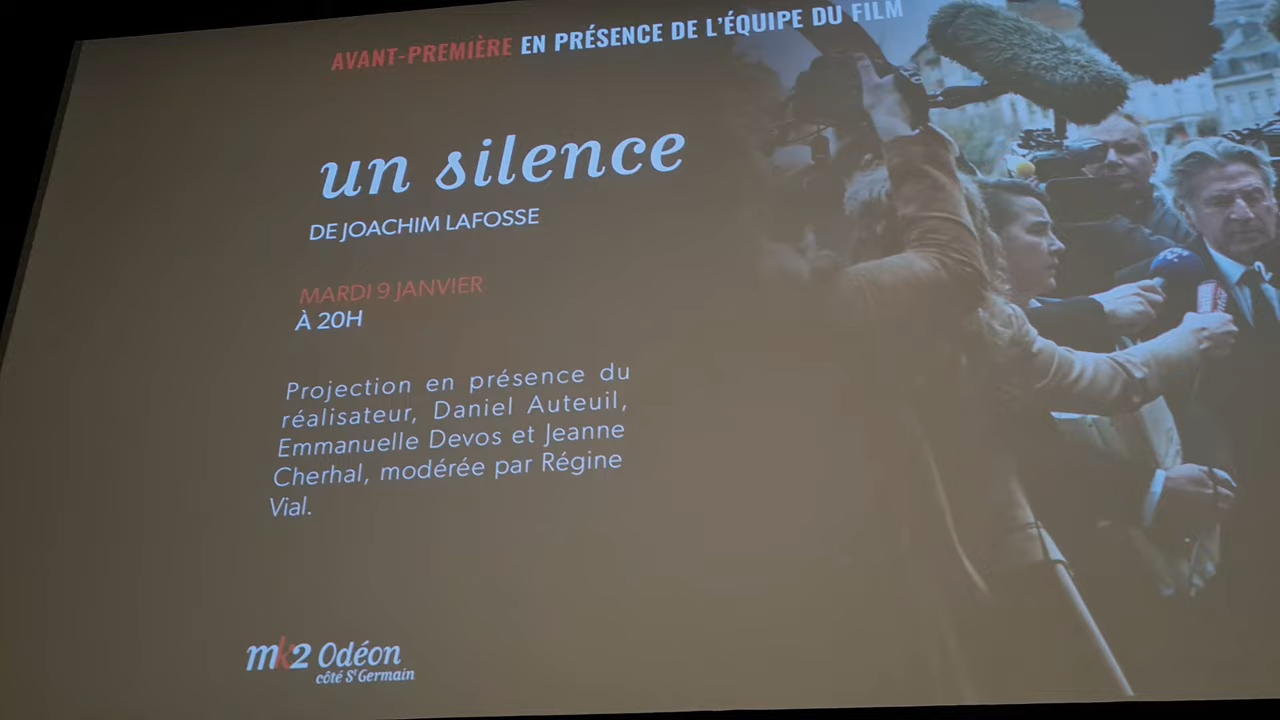 AVANT-PREMIÈRE EN PRÉSENCE DE L'ÉQUIPE DU FILM
un silence
DE JOACHIM LAFOSSE
MARDI 9 JANVIER
À 20H
Projection en présence du
réalisateur, Daniel Auteuil,
Emmanuelle Devos et Jeanne
Cherhal, modérée par Régine
Vial.
mk2 Odéon
côté St Germain